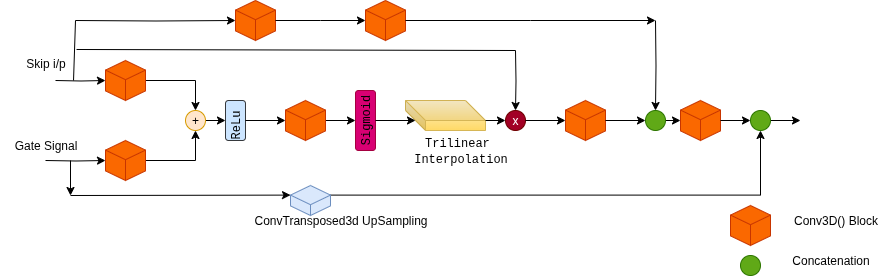 Skip i/p
Gate Signal
+
ReLu
Sigmoid
Trilinear
Interpolation
x
ConvTransposed3d UpSampling
Conv3D() Block
Concatenation